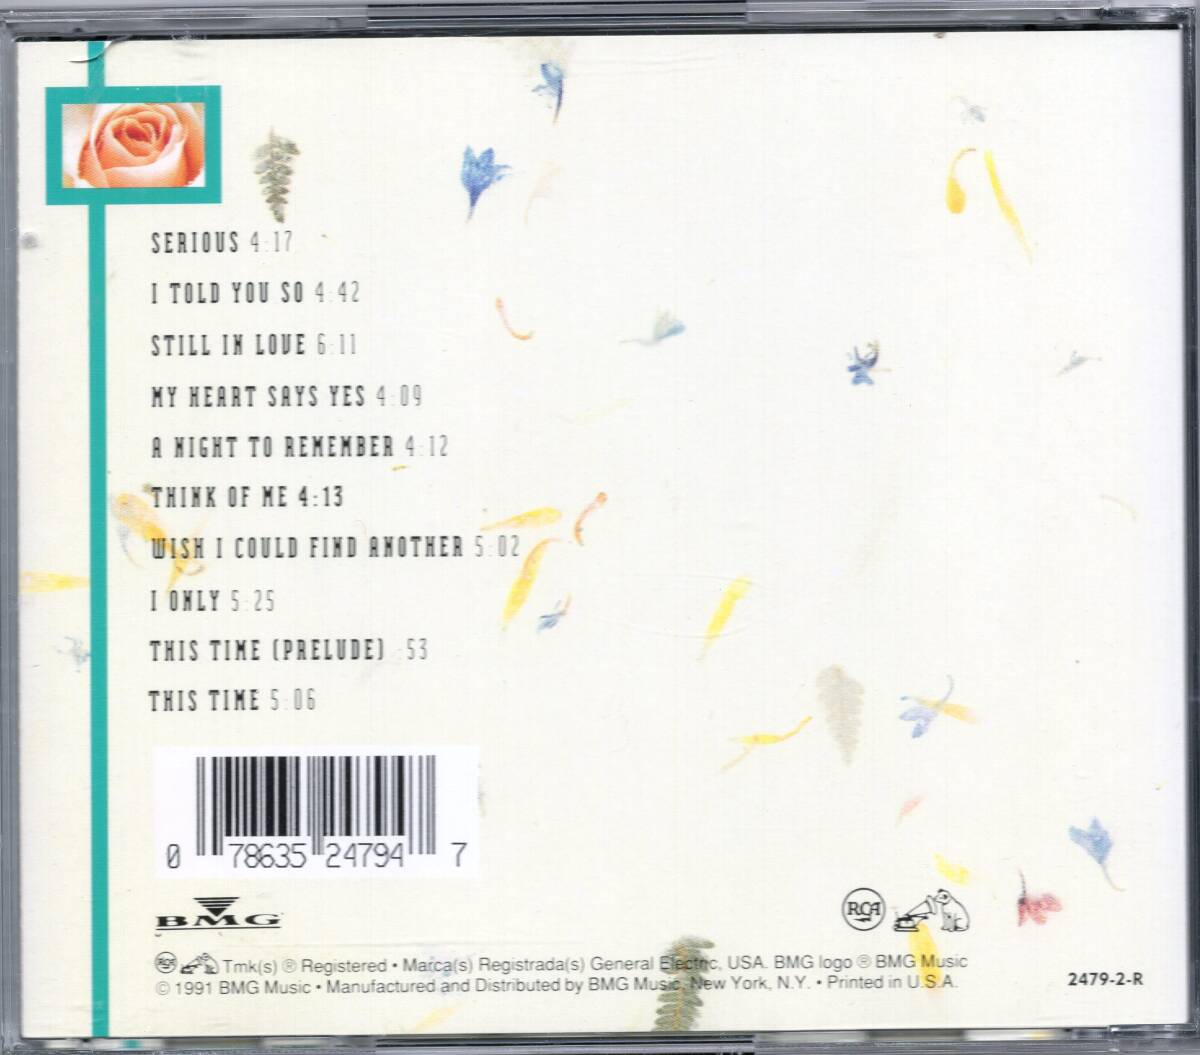 SERIOUS 4:17
I TOLD YOU SO 4:42
STILL IN LOVE 6:11
MY HEART SAYS YES 4:09
A NIGHT TO REMEMBER 4:12
THINK OF ME 4:13
WISH I COULD FIND ANOTHER 5:02
I ONLY 5:25
THIS TIME (PRELUDE) :53
THIS TIME 5:06
0 78635 24794 7
BMG
RCA
RCA Tmk(s) ® Registered • Marca(s) Registrada(s) General Electric, USA. BMG logo ® BMG Music
© 1991 BMG Music • Manufactured and Distributed by BMG Music, New York, N.Y. • Printed in U.S.A.
2479-2-R